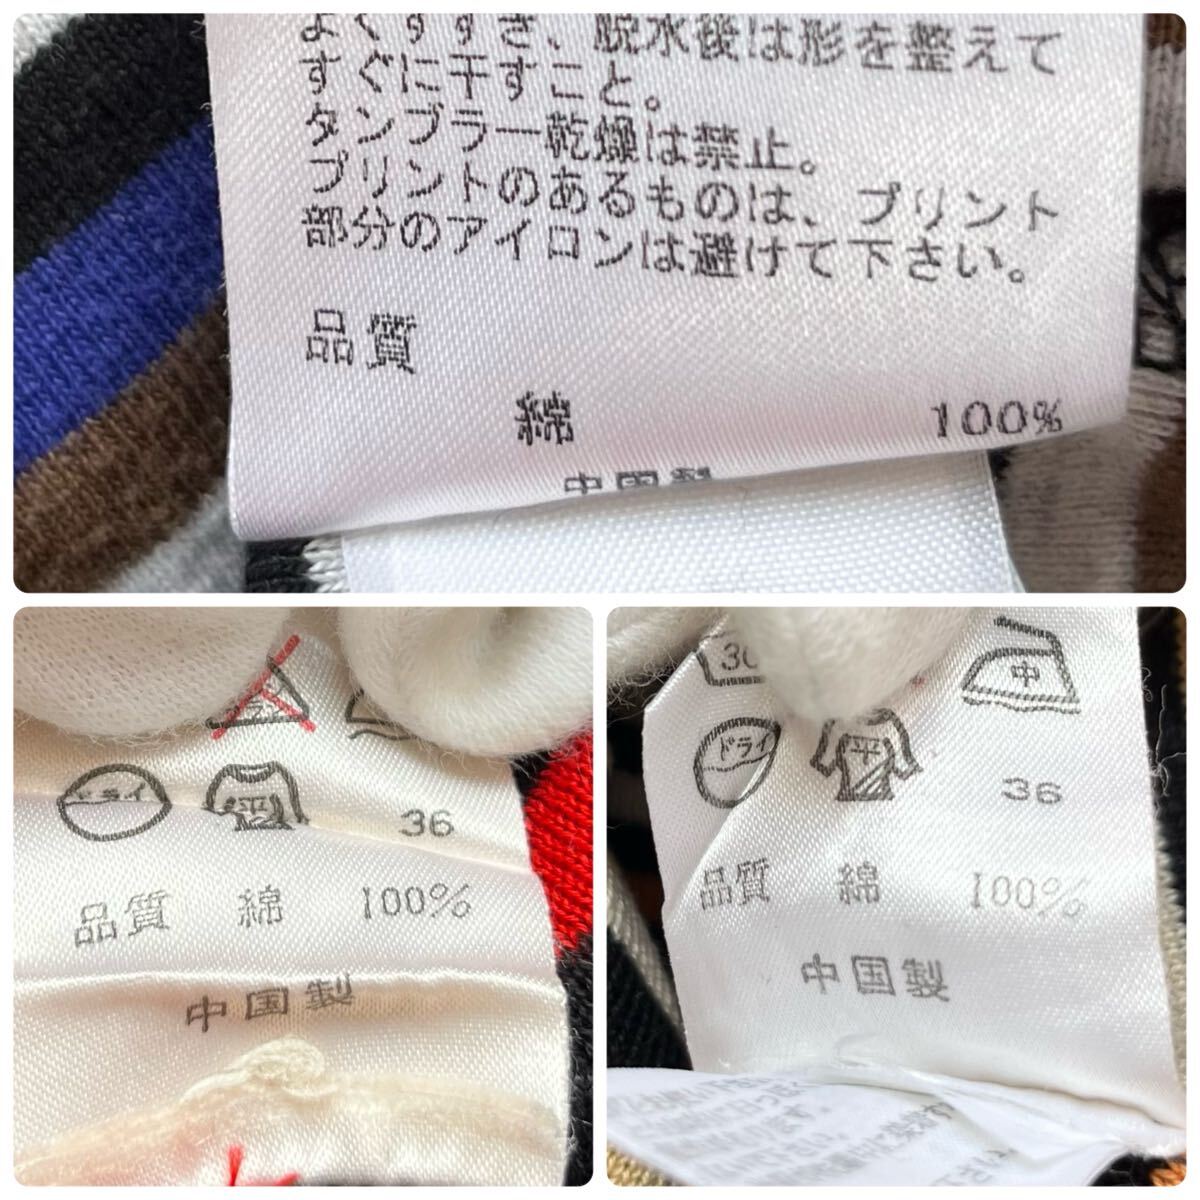 よくすすぎ、脱水後は形を整えて
すぐに干すこと。
タンブラー乾燥は禁止。
プリントのあるものは、プリント
部分のアイロンは避けて下さい。
品質
綿 100%
中国製
ドライ 平 36
品質 綿 100%
中国製
30 中
ドライ 平 36
品質 綿 100%
中国製